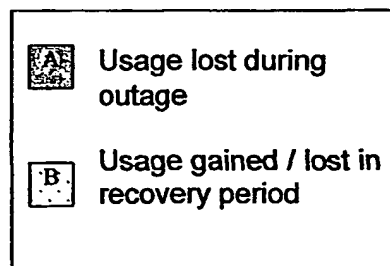 A Usage lost during
outage
B Usage gained / lost in
recovery period